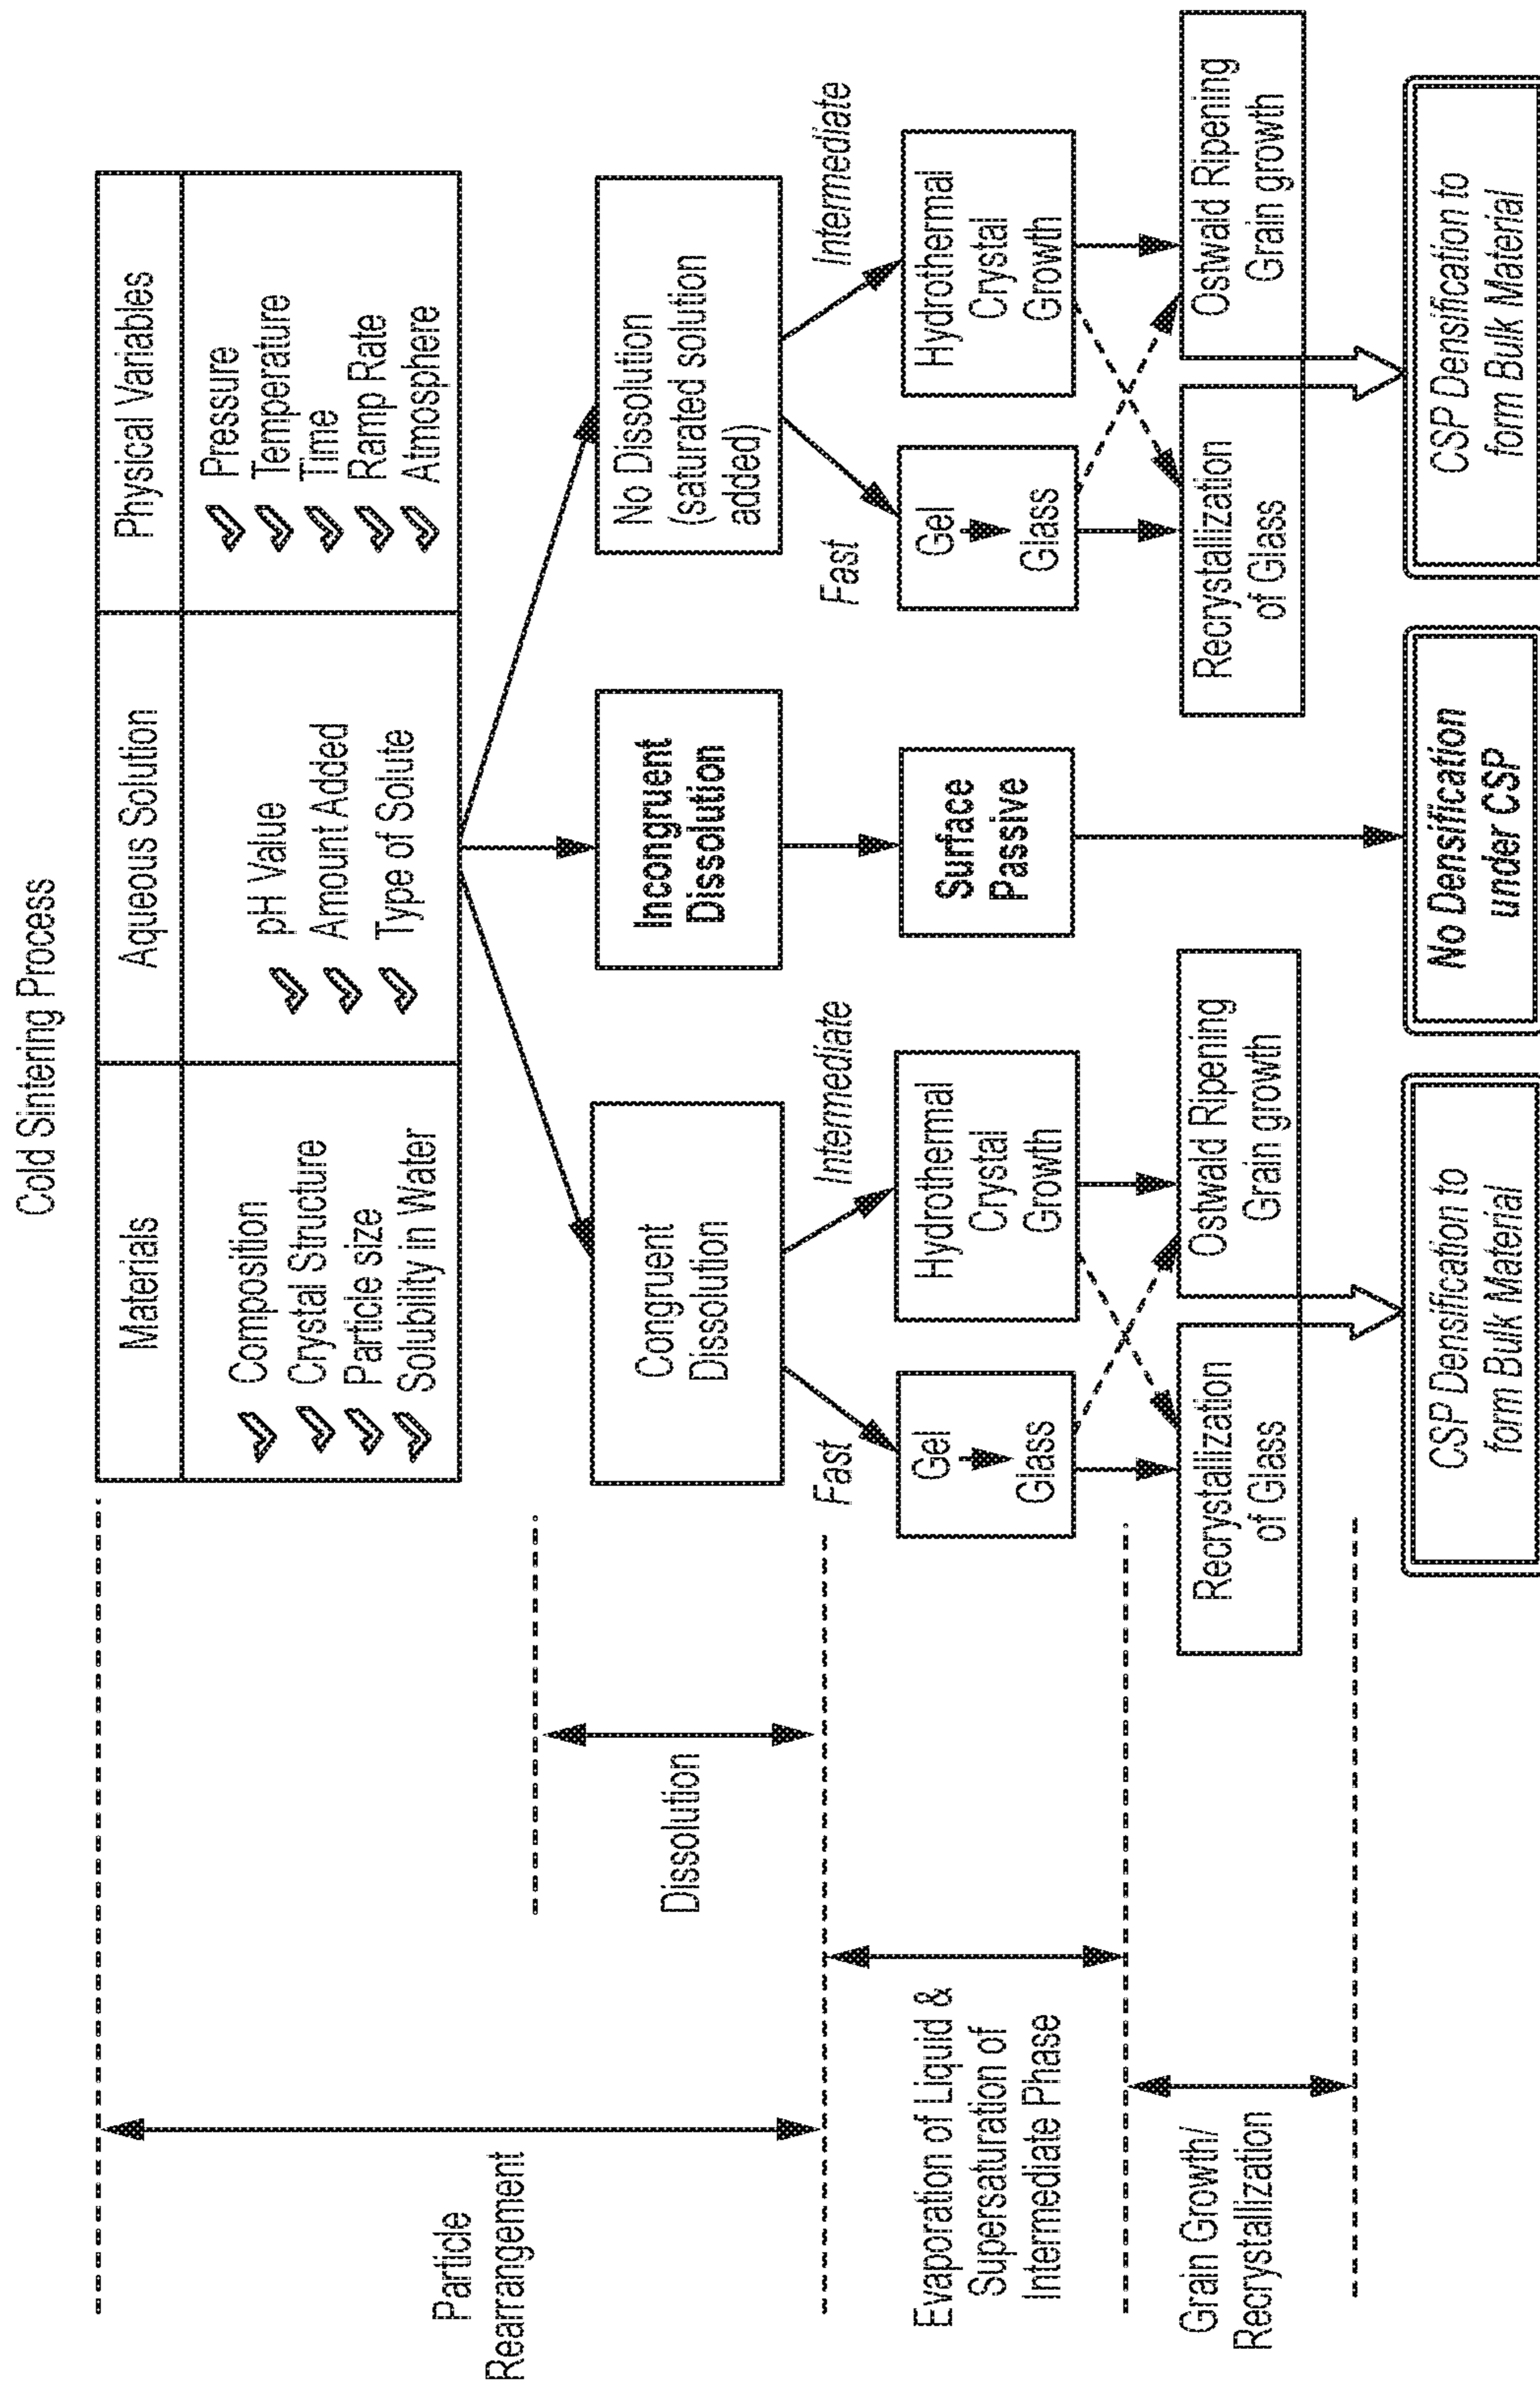 Cold Sintering Process
Materials
Aqueous Solution
Physical Variables
Composition
Crystal Structure
Particle size
Solubility in Water
pH Value
Amount Added
Type of Solute
Pressure
Temperature
Time
Ramp Rate
Atmosphere
Particle
Rearrangement
Dissolution
Congruent
Dissolution
Incongruent
Dissolution
No Dissolution
(saturated solution
added)
Evaporation of Liquid &
Supersaturation of
Intermediate Phase
Fast
Intermediate
Gel
Glass
Hydrothermal
Crystal
Growth
Surface
Passive
Fast
Intermediate
Gel
Glass
Hydrothermal
Crystal
Growth
Grain Growth/
Recrystallization
Recrystallization
of Glass
Ostwald Ripening
Grain growth
Recrystallization
of Glass
Ostwald Ripening
Grain growth
CSP Densification to
form Bulk Material
No Densification
under CSP
CSP Densification to
form Bulk Material